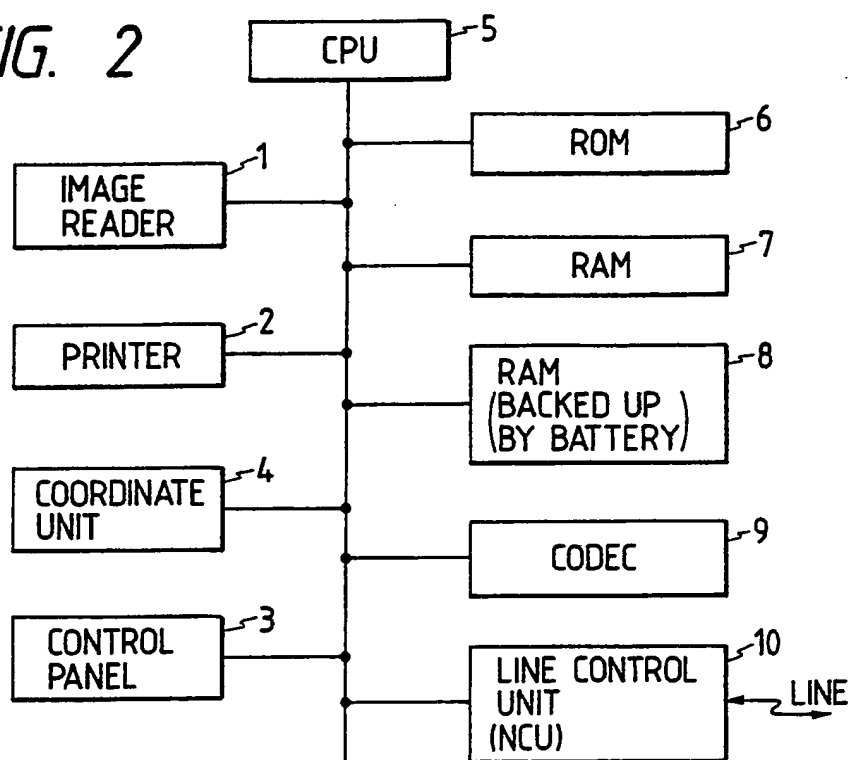 FIG. 2
CPU
5
ROM
6
IMAGE
READER
1
RAM
7
PRINTER
2
RAM
(BACKED UP
BY BATTERY)
8
COORDINATE
UNIT
4
CODEC
9
CONTROL
PANEL
3
LINE CONTROL
UNIT
(NCU)
10
LINE